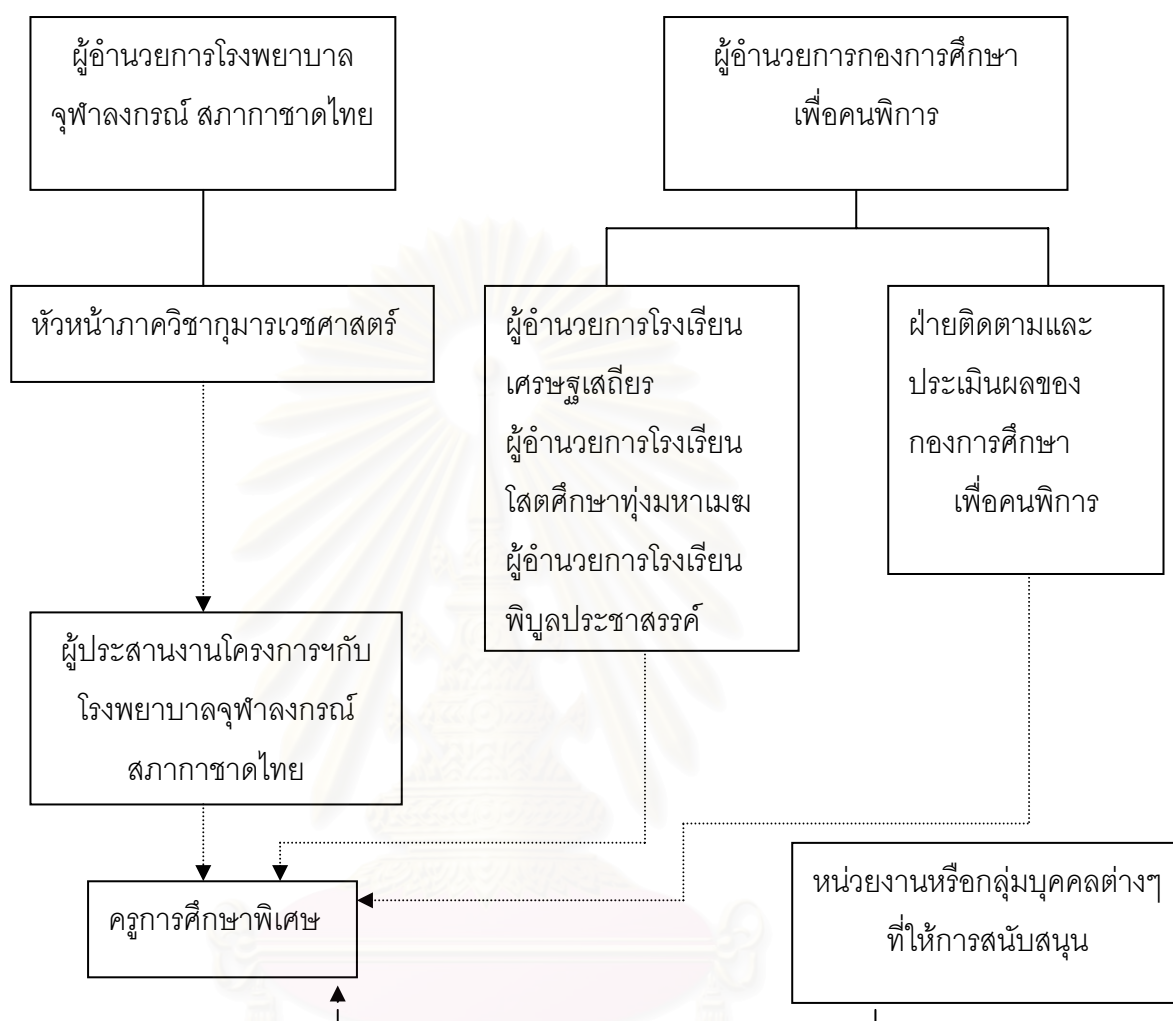 ผู้อำนวยการโรงพยาบาล
จุฬาลงกรณ์ สภากาชาดไทย
ผู้อำนวยการกองการศึกษา
เพื่อคนพิการ
หัวหน้าภาควิชากุมารเวชศาสตร์
ผู้อำนวยการโรงเรียน
เศรษฐเสถียร
ผู้อำนวยการโรงเรียน
โสตศึกษาทุ่งมหาเมฆ
ผู้อำนวยการโรงเรียน
พิบูลประชาสรรค์
ฝ่ายติดตามและ
ประเมินผลของ
กองการศึกษา
เพื่อคนพิการ
ผู้ประสานงานโครงการฯกับ
โรงพยาบาลจุฬาลงกรณ์
สภากาชาดไทย
ครูการศึกษาพิเศษ
หน่วยงานหรือกลุ่มบุคคลต่างๆ
ที่ให้การสนับสนุน